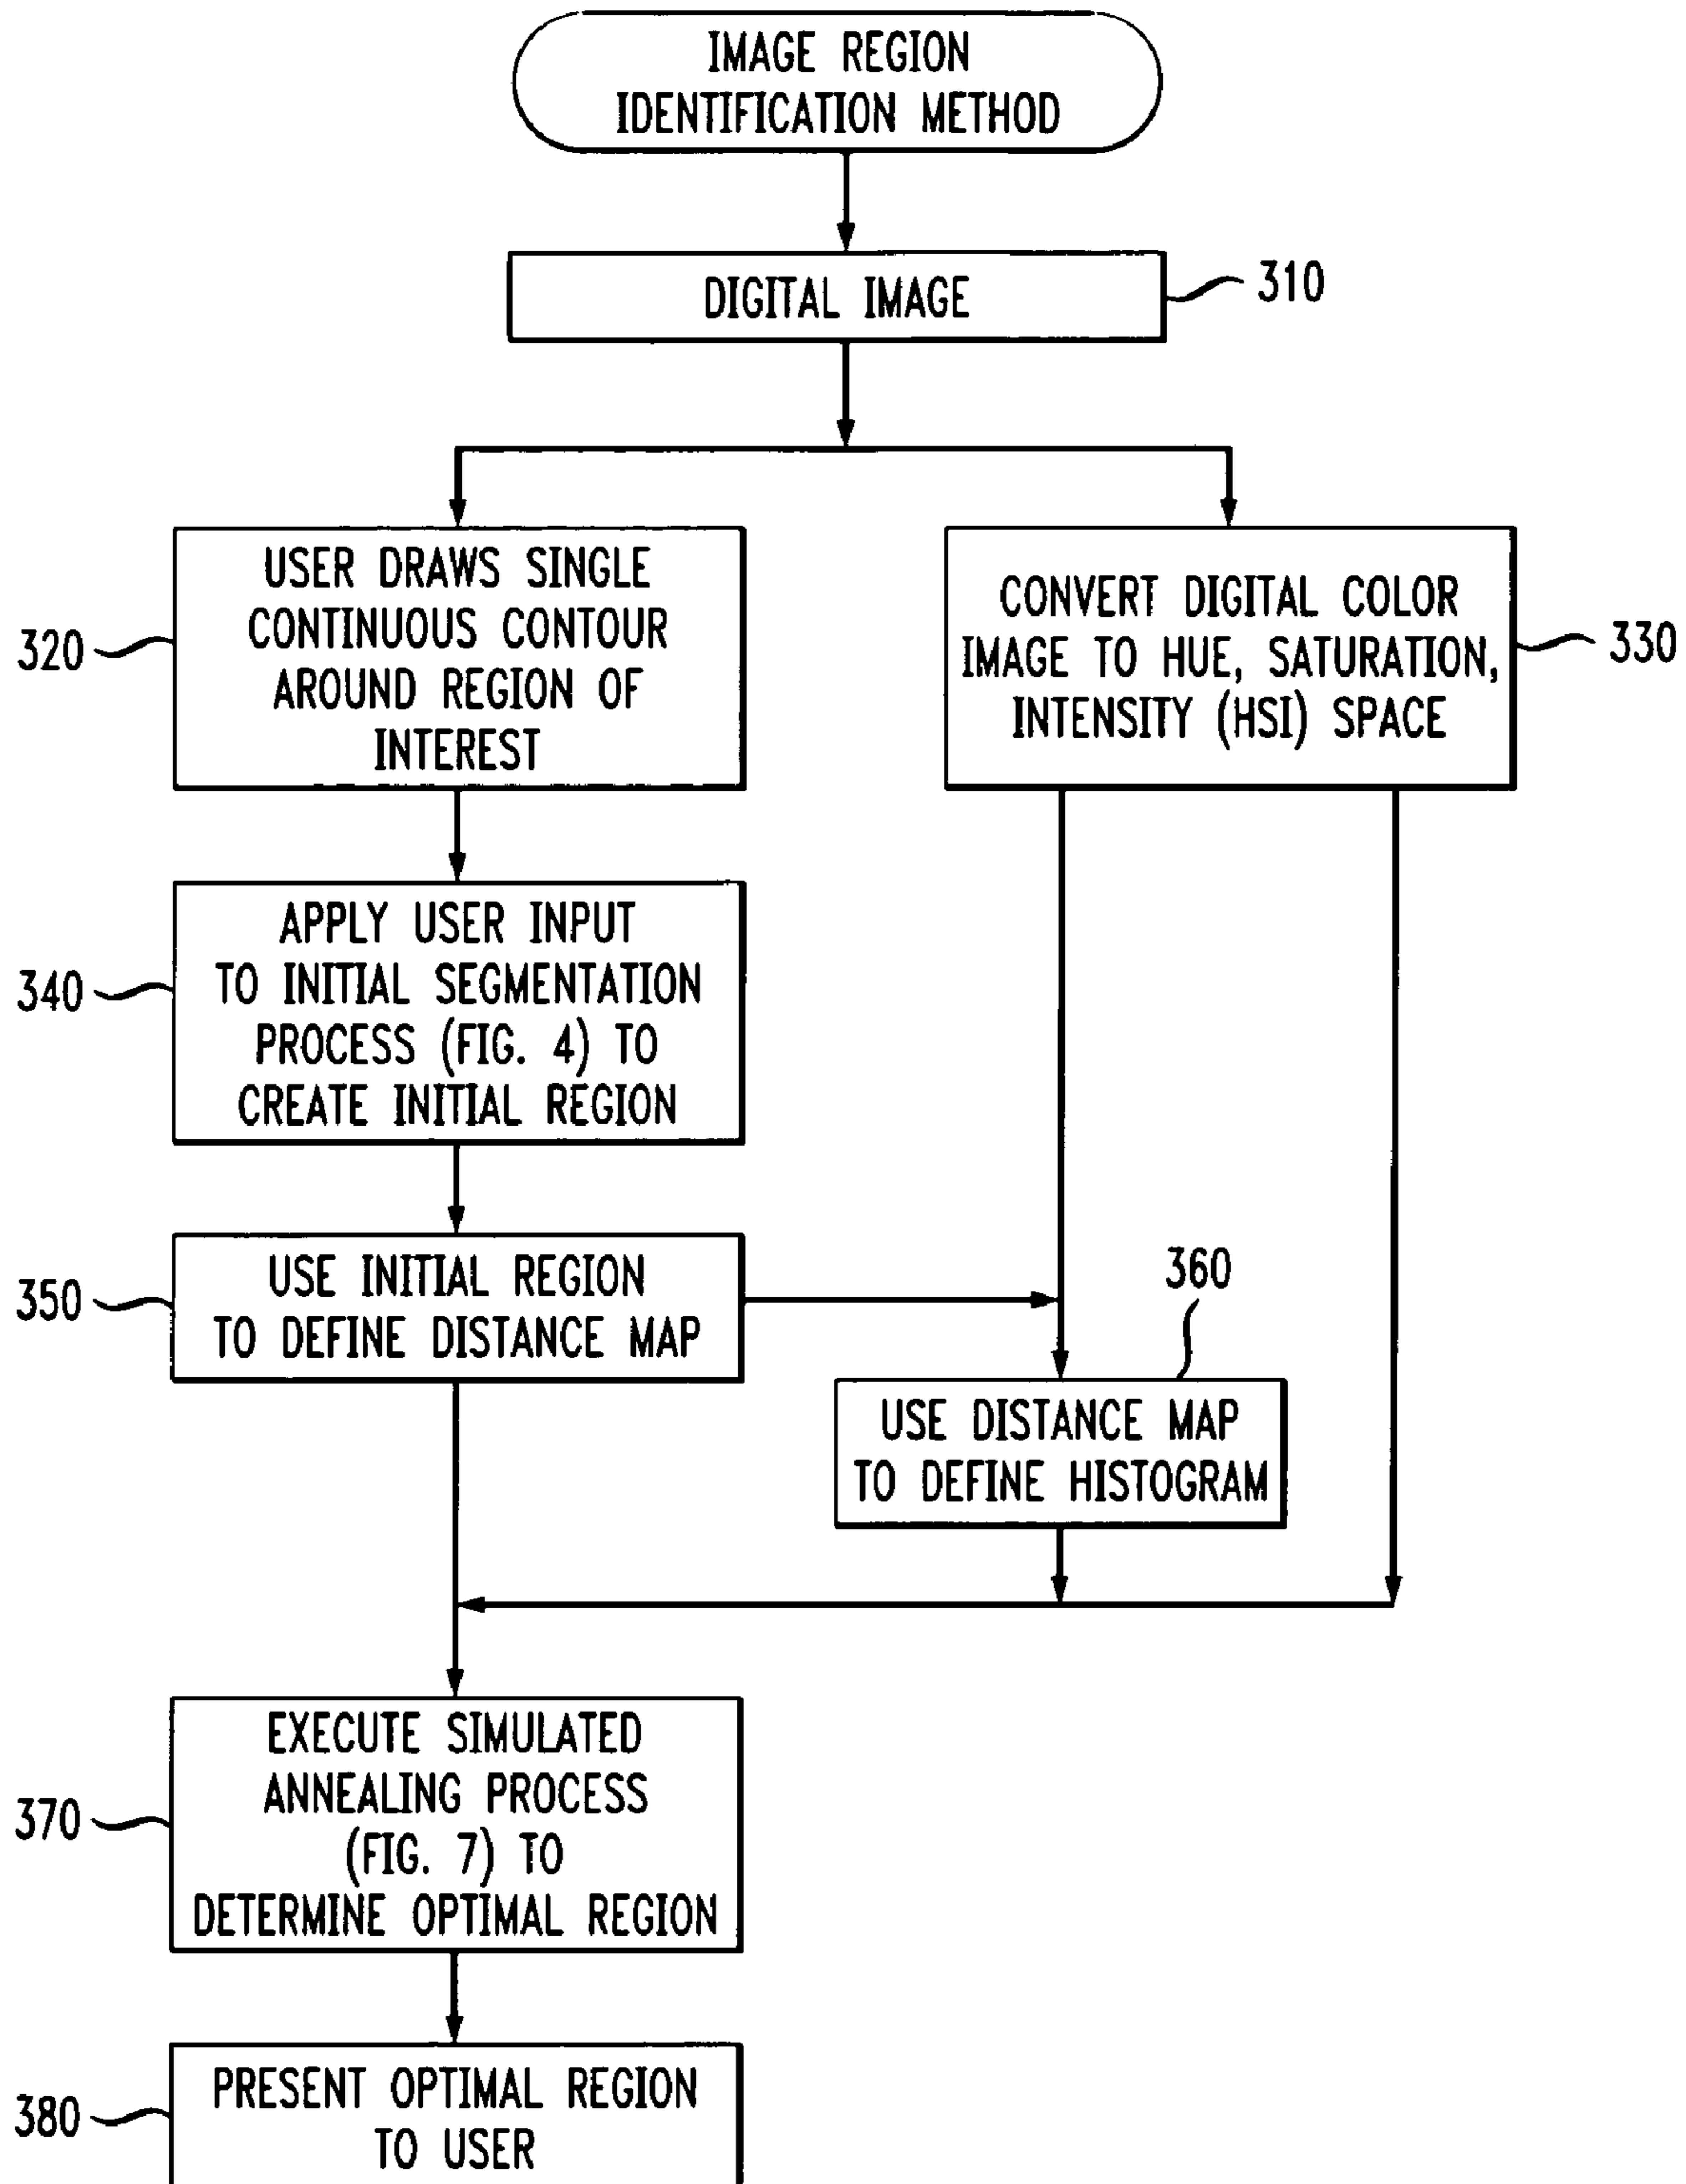 IMAGE REGION
IDENTIFICATION METHOD
DIGITAL IMAGE
310
USER DRAWS SINGLE
CONTINUOUS CONTOUR
AROUND REGION OF
INTEREST
320
CONVERT DIGITAL COLOR
IMAGE TO HUE, SATURATION,
INTENSITY (HSI) SPACE
330
APPLY USER INPUT
TO INITIAL SEGMENTATION
PROCESS (FIG. 4) TO
CREATE INITIAL REGION
340
USE INITIAL REGION
TO DEFINE DISTANCE MAP
350
360
USE DISTANCE MAP
TO DEFINE HISTOGRAM
EXECUTE SIMULATED
ANNEALING PROCESS
(FIG. 7) TO
DETERMINE OPTIMAL REGION
370
PRESENT OPTIMAL REGION
TO USER
380